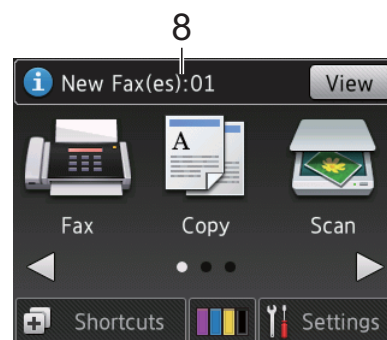 8
New Fax(es):01 View
A
Fax Copy Scan
Shortcuts Settings